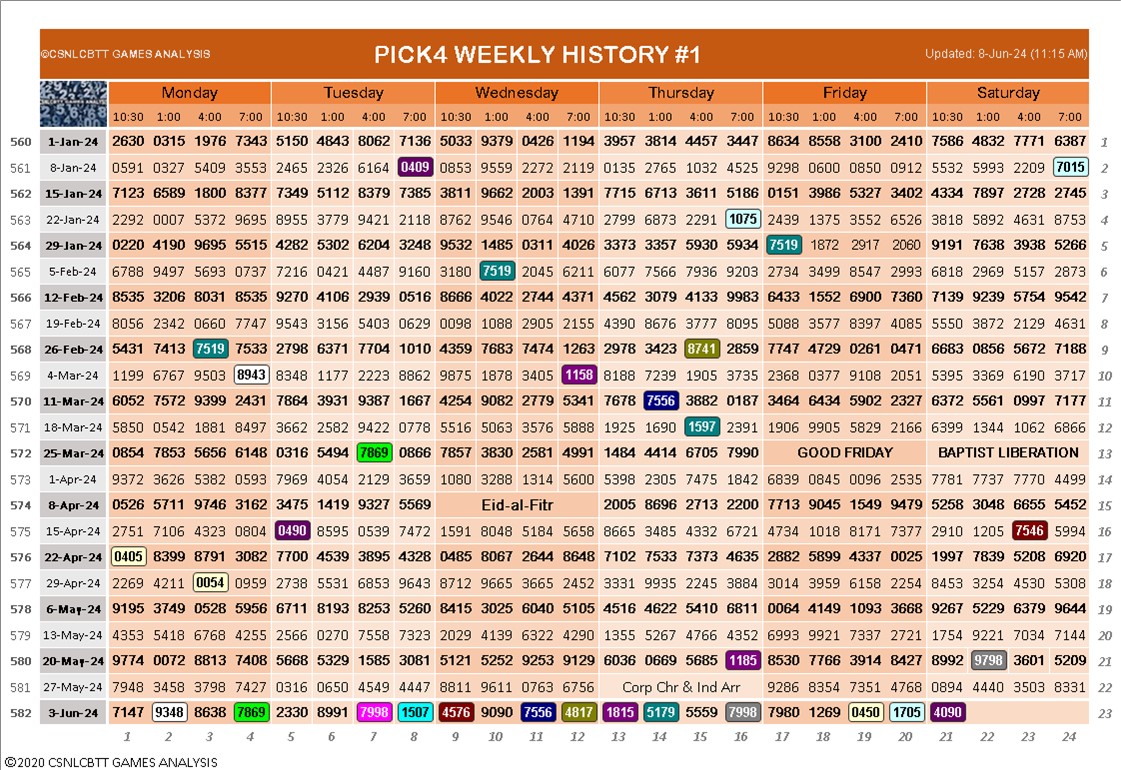 ©CSNLCBTT GAMES ANALYSIS PICK4 WEEKLY HISTORY #1 Updated: 8-Jun-24 (11:15 AM)
Monday Tuesday Wednesday Thursday Friday Saturday
10:30 1:00 4:00 7:00 10:30 1:00 4:00 7:00 10:30 1:00 4:00 7:00 10:30 1:00 4:00 7:00 10:30 1:00 4:00 7:00 10:30 1:00 4:00 7:00
560 1-Jan-24 2630 0315 1976 7343 5150 4843 8062 7136 5033 9379 0426 1194 3957 3814 4457 3447 8634 8558 3100 2410 7586 4832 7771 6387 1
561 8-Jan-24 0591 0327 5409 3553 2465 2326 6164 0409 0853 9559 2272 2119 0135 2765 1032 4525 9298 0600 0850 0912 5532 5993 2209 7015 2
562 15-Jan-24 7123 6589 1800 8377 7349 5112 8379 7385 3811 9662 2003 1391 7715 6713 3611 5186 0151 3986 5327 3402 4334 7897 2728 2745 3
563 22-Jan-24 2292 0007 5372 9695 8955 3779 9421 2118 8762 9546 0764 4710 2799 6873 2291 1075 2439 1375 3552 6526 3818 5892 4631 8753 4
564 29-Jan-24 0220 4190 9695 5515 4282 5302 6204 3248 9532 1485 0311 4026 3373 3357 5930 5934 7519 1872 2917 2060 9191 7638 3938 5266 5
565 5-Feb-24 6788 9497 5693 0737 7216 0421 4487 9160 3180 7519 2045 6211 6077 7566 7936 9203 2734 3499 8547 2993 6818 2969 5157 2873 6
566 12-Feb-24 8535 3206 8031 8535 9270 4106 2939 0516 8666 4022 2744 4371 4562 3079 4133 9983 6433 1552 6900 7360 7139 9239 5754 9542 7
567 19-Feb-24 8056 2342 0660 7747 9543 3156 5403 0629 0098 1088 2905 2155 4390 8676 3777 8095 5088 3577 8397 4085 5550 3872 2129 4631 8
568 26-Feb-24 5431 7413 7519 7533 2798 6371 7704 1010 4359 7683 7474 1263 2978 3423 8741 2859 7747 4729 0261 0471 6683 0856 5672 7188 9
569 4-Mar-24 1199 6767 9503 8943 8348 1177 2223 8862 9875 1878 3405 1158 8188 7239 1905 3735 2368 0377 9108 2051 5395 3369 6190 3717 10
570 11-Mar-24 6052 7572 9399 2431 7864 3931 9387 1667 4254 9082 2779 5341 7678 7556 3882 0187 3464 6434 5902 2327 6372 5561 0997 7177 11
571 18-Mar-24 5850 0542 1881 8497 3662 2582 9422 0778 5516 5063 3576 5888 1925 1690 1597 2391 1906 9905 5829 2166 6399 1344 1062 6866 12
572 25-Mar-24 0854 7853 5656 6148 0316 5494 7869 0866 7857 3830 2581 4991 1484 4414 6705 7990 GOOD FRIDAY BAPTIST LIBERATION 13
573 1-Apr-24 9372 3626 5382 0593 7969 4054 2129 3659 1080 3288 1314 5600 5398 2305 7475 1842 6839 0845 0096 2535 7781 7737 7770 4499 14
574 8-Apr-24 0526 5711 9746 3162 3475 1419 9327 5569 Eid-al-Fitr 2005 8696 2713 2200 7713 9045 1549 9479 5258 3048 6655 5452 15
575 15-Apr-24 2751 7106 4323 0804 0490 8595 0539 7472 1591 8048 5184 5658 8665 3485 4332 6721 4734 1018 8171 7377 2910 1205 7546 5994 16
576 22-Apr-24 0405 8399 8791 3082 7700 4539 3895 4328 0485 8067 2644 8648 7102 7533 7373 4635 2882 5899 4337 0025 1997 7839 5208 6920 17
577 29-Apr-24 2269 4211 0054 0959 2738 5531 6853 9643 8712 9665 3665 2452 3331 9935 2245 3884 3014 3959 6158 2254 8453 3254 4530 5308 18
578 6-May-24 9195 3749 0528 5956 6711 8193 8253 5260 8415 3025 6040 5105 4516 4622 5410 6811 0064 4149 1093 3668 9267 5229 6379 9644 19
579 13-May-24 4353 5418 6768 4255 2566 0270 7558 7323 2029 4139 6322 4290 1355 5267 4766 4352 6993 9921 7337 2721 1754 9221 7034 7144 20
580 20-May-24 9774 0072 8813 7408 5668 5329 1585 3081 5121 5252 9253 9129 6036 0669 5685 1185 8530 7766 3914 8427 8992 9798 3601 5209 21
581 27-May-24 7948 3458 3798 7427 0316 0650 4549 4447 8811 9611 0763 6756 Corp Chr & Ind Arr 9286 8354 7351 4768 0894 4440 3503 8331 22
582 3-Jun-24 7147 9348 8638 7869 2330 8991 7998 1507 4576 9090 7556 4817 1815 5179 5559 7998 7980 1269 0450 1705 4090 23
1 2 3 4 5 6 7 8 9 10 11 12 13 14 15 16 17 18 19 20 21 22 23 24
©2020 CSNLCBTT GAMES ANALYSIS